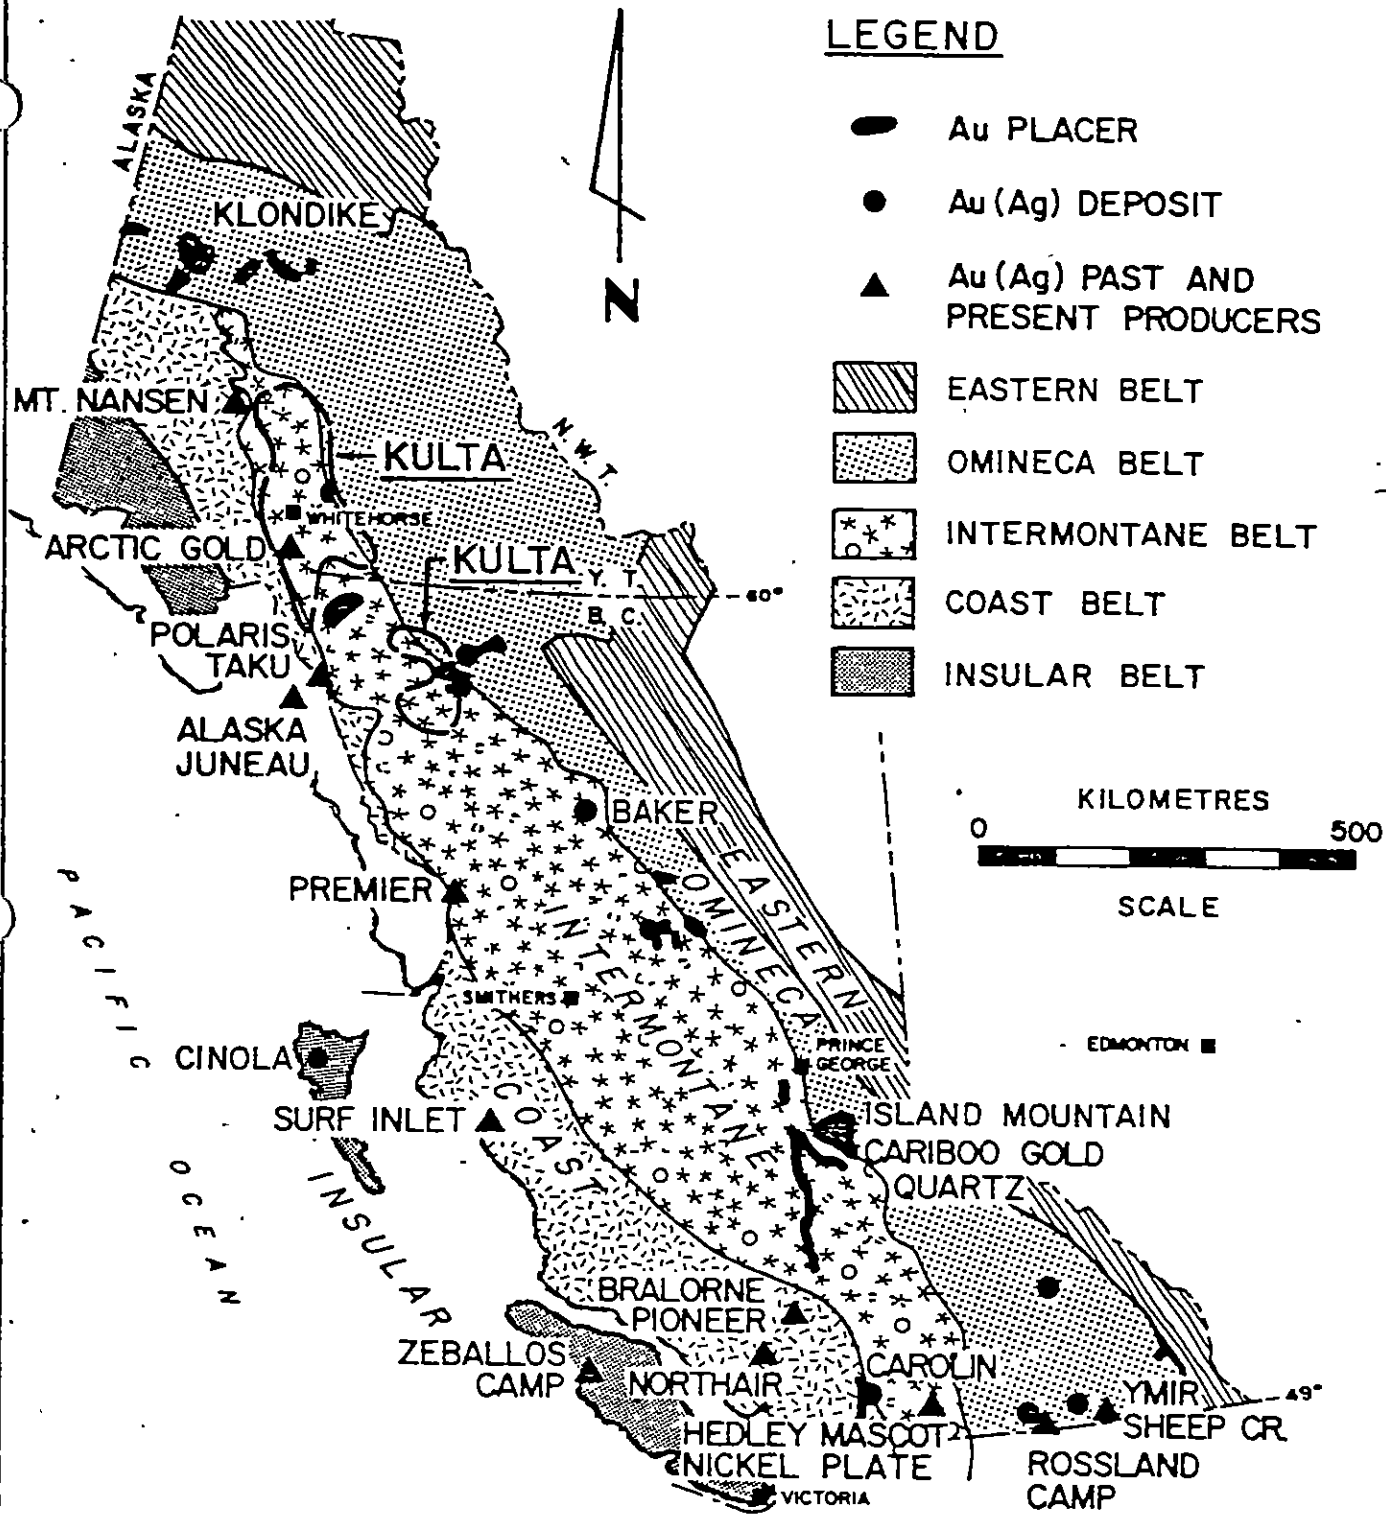 LEGEND
Au PLACER
Au (Ag) DEPOSIT
Au (Ag) PAST AND
PRESENT PRODUCERS
EASTERN BELT
OMINECA BELT
INTERMONTANE BELT
COAST BELT
INSULAR BELT
KILOMETRES
0 500
SCALE
N
ALASKA
KLONDIKE
MT. NANSEN
KULTA
N.W.T.
WHITEHORSE
ARCTIC GOLD
KULTA
Y. T.
60°
B. C.
POLARIS
TAKU
ALASKA
JUNEAU
BAKER
PREMIER
EASTERN
OMINECA
INTERMONTANE
COAST
INSULAR
PACIFIC
OCEAN
SMITHERS
CINOLA
PRINCE
GEORGE
EDMONTON
SURF INLET
ISLAND MOUNTAIN
CARIBOO GOLD
QUARTZ
BRALORNE
PIONEER
ZEBALLOS
CAMP
NORTHAIR
CAROLIN
49°
YMIR
SHEEP CR.
HEDLEY MASCOT
NICKEL PLATE
ROSSLAND
CAMP
VICTORIA